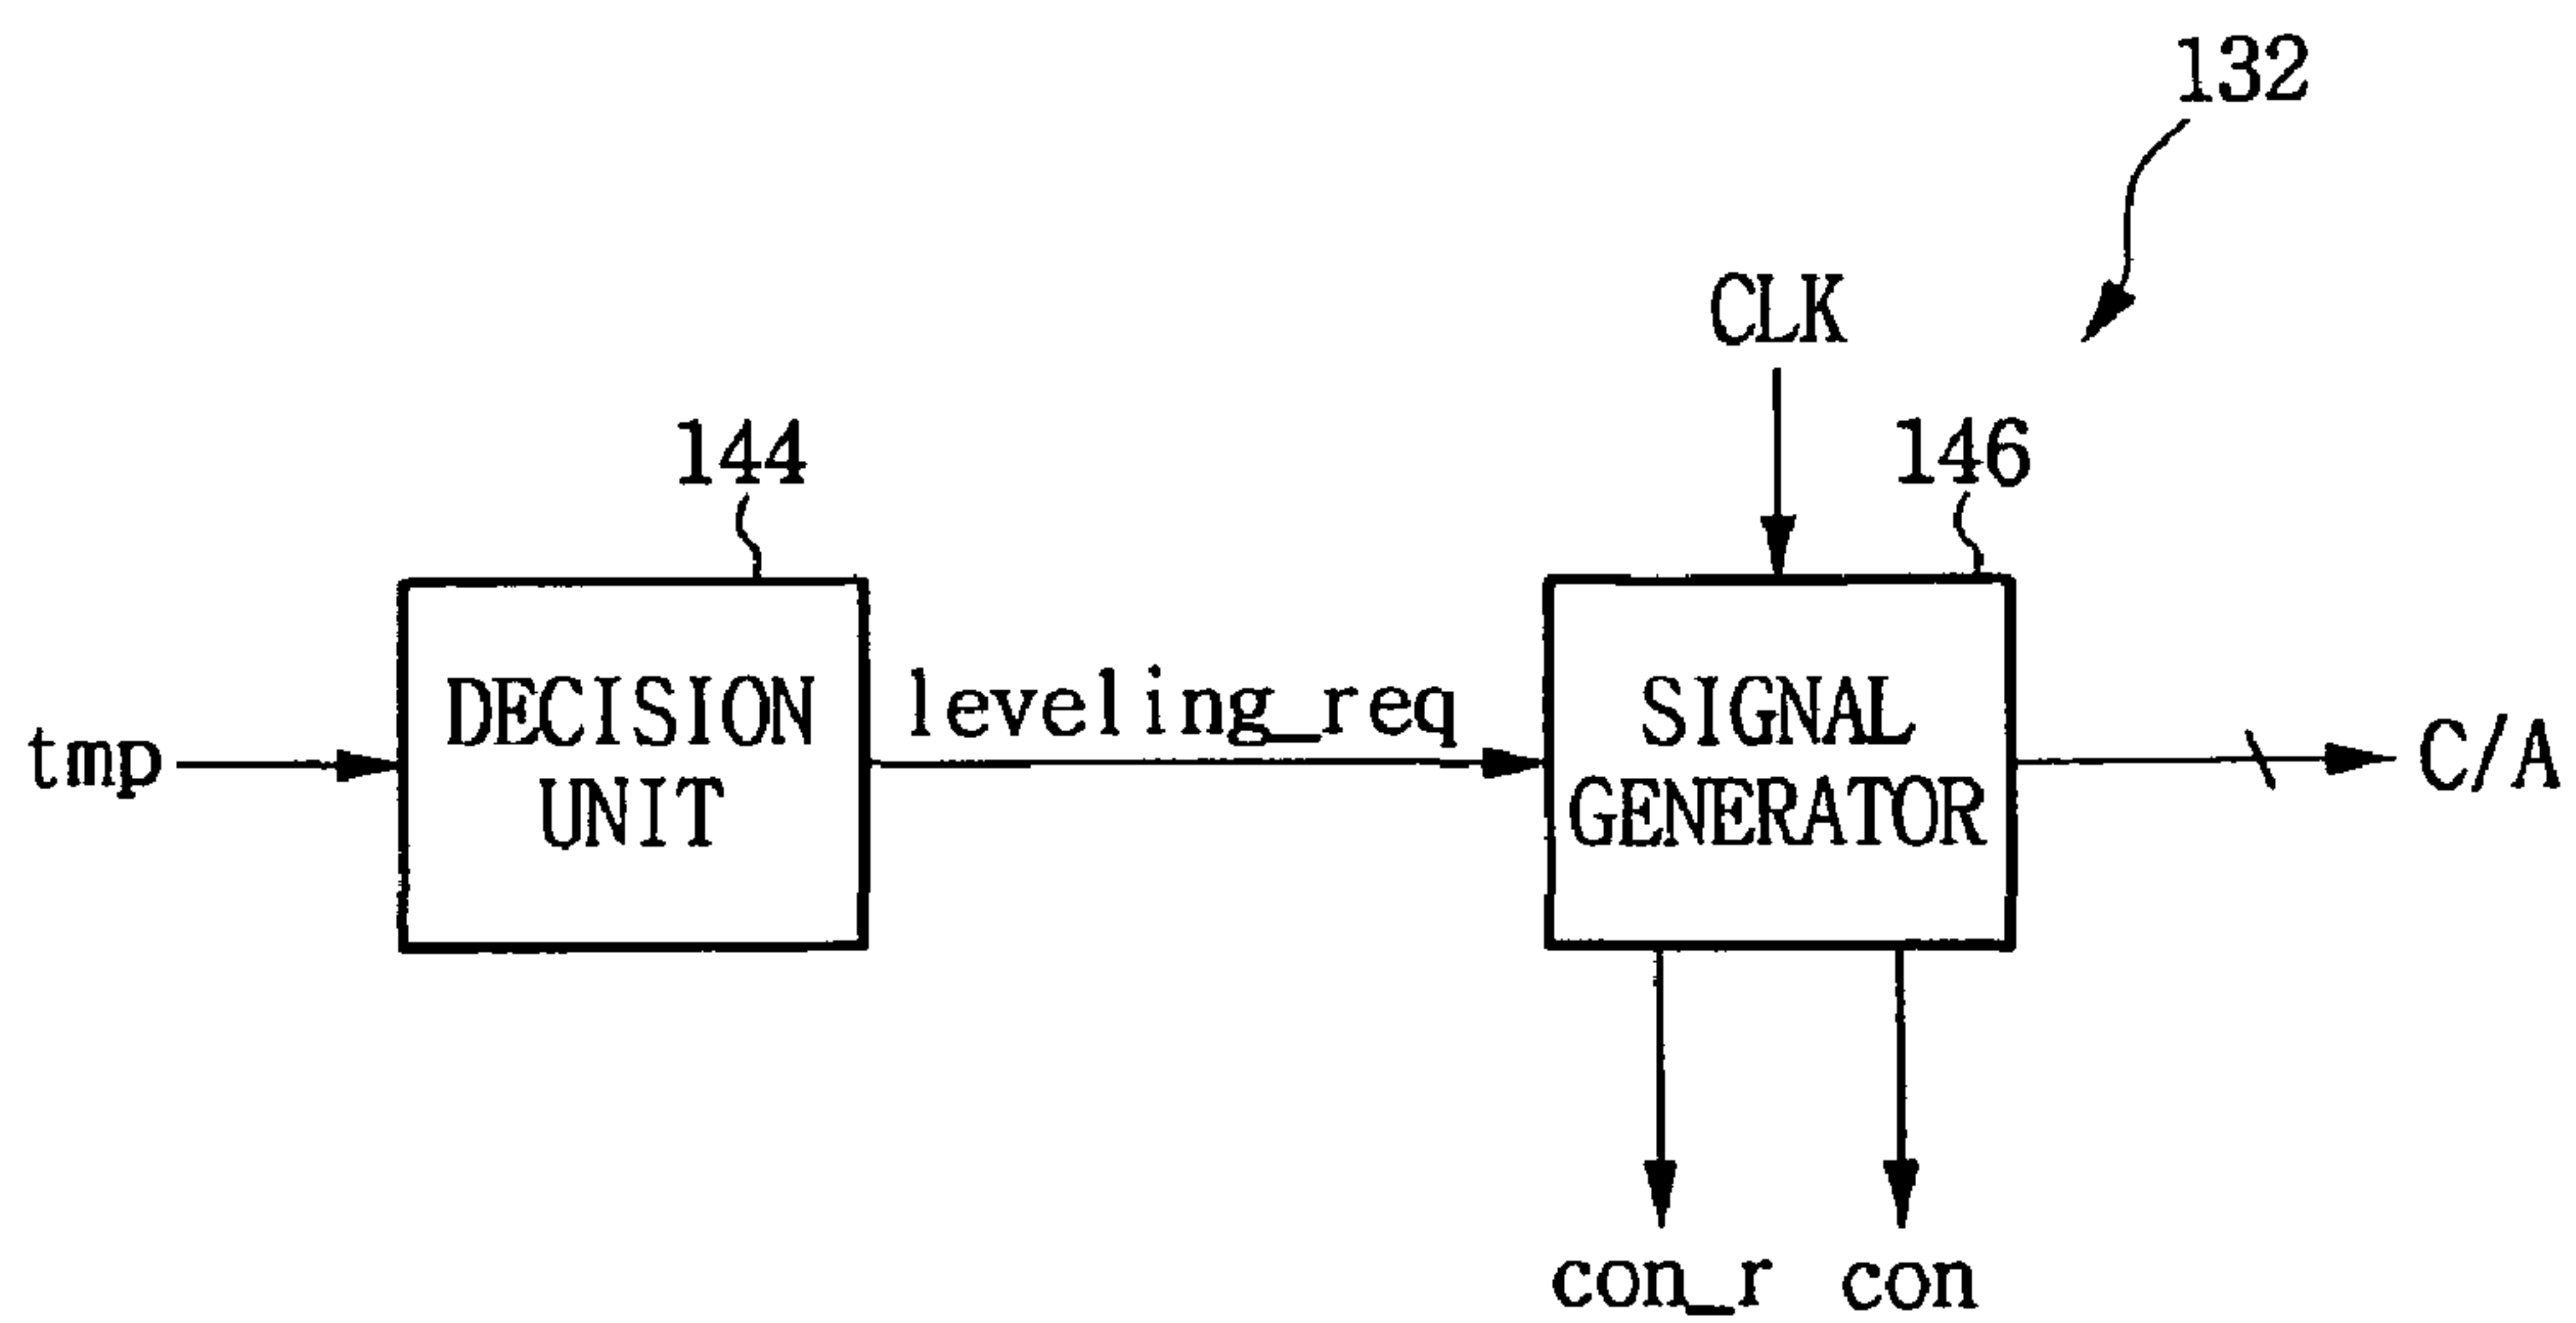 132
CLK
144
146
tmp
DECISION
UNIT
leveling_req
SIGNAL
GENERATOR
C/A
con_r
con